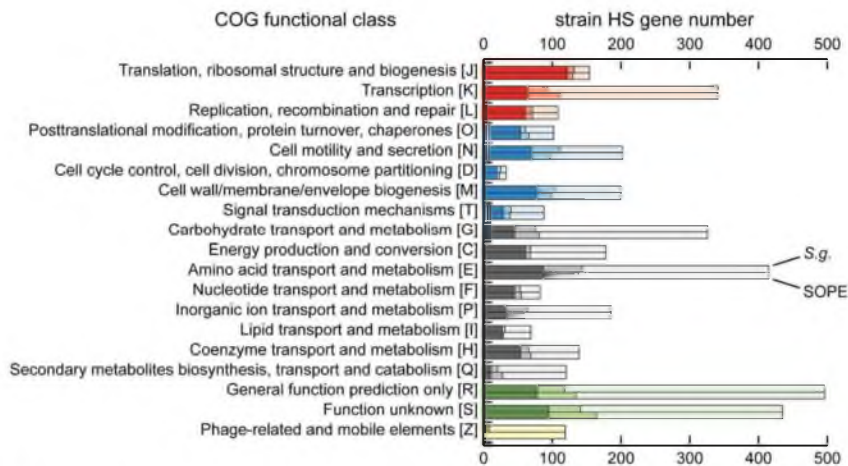 COG functional class
strain HS gene number
0 100 200 300 400 500
Translation, ribosomal structure and biogenesis [J]
Transcription [K]
Replication, recombination and repair [L]
Posttranslational modification, protein turnover, chaperones [O]
Cell motility and secretion [N]
Cell cycle control, cell division, chromosome partitioning [D]
Cell wall/membrane/envelope biogenesis [M]
Signal transduction mechanisms [T]
Carbohydrate transport and metabolism [G]
Energy production and conversion [C]
S.g.
Amino acid transport and metabolism [E]
SOPE
Nucleotide transport and metabolism [F]
Inorganic ion transport and metabolism [P]
Lipid transport and metabolism [I]
Coenzyme transport and metabolism [H]
Secondary metabolites biosynthesis, transport and catabolism [Q]
General function prediction only [R]
Function unknown [S]
Phage-related and mobile elements [Z]
0 100 200 300 400 500